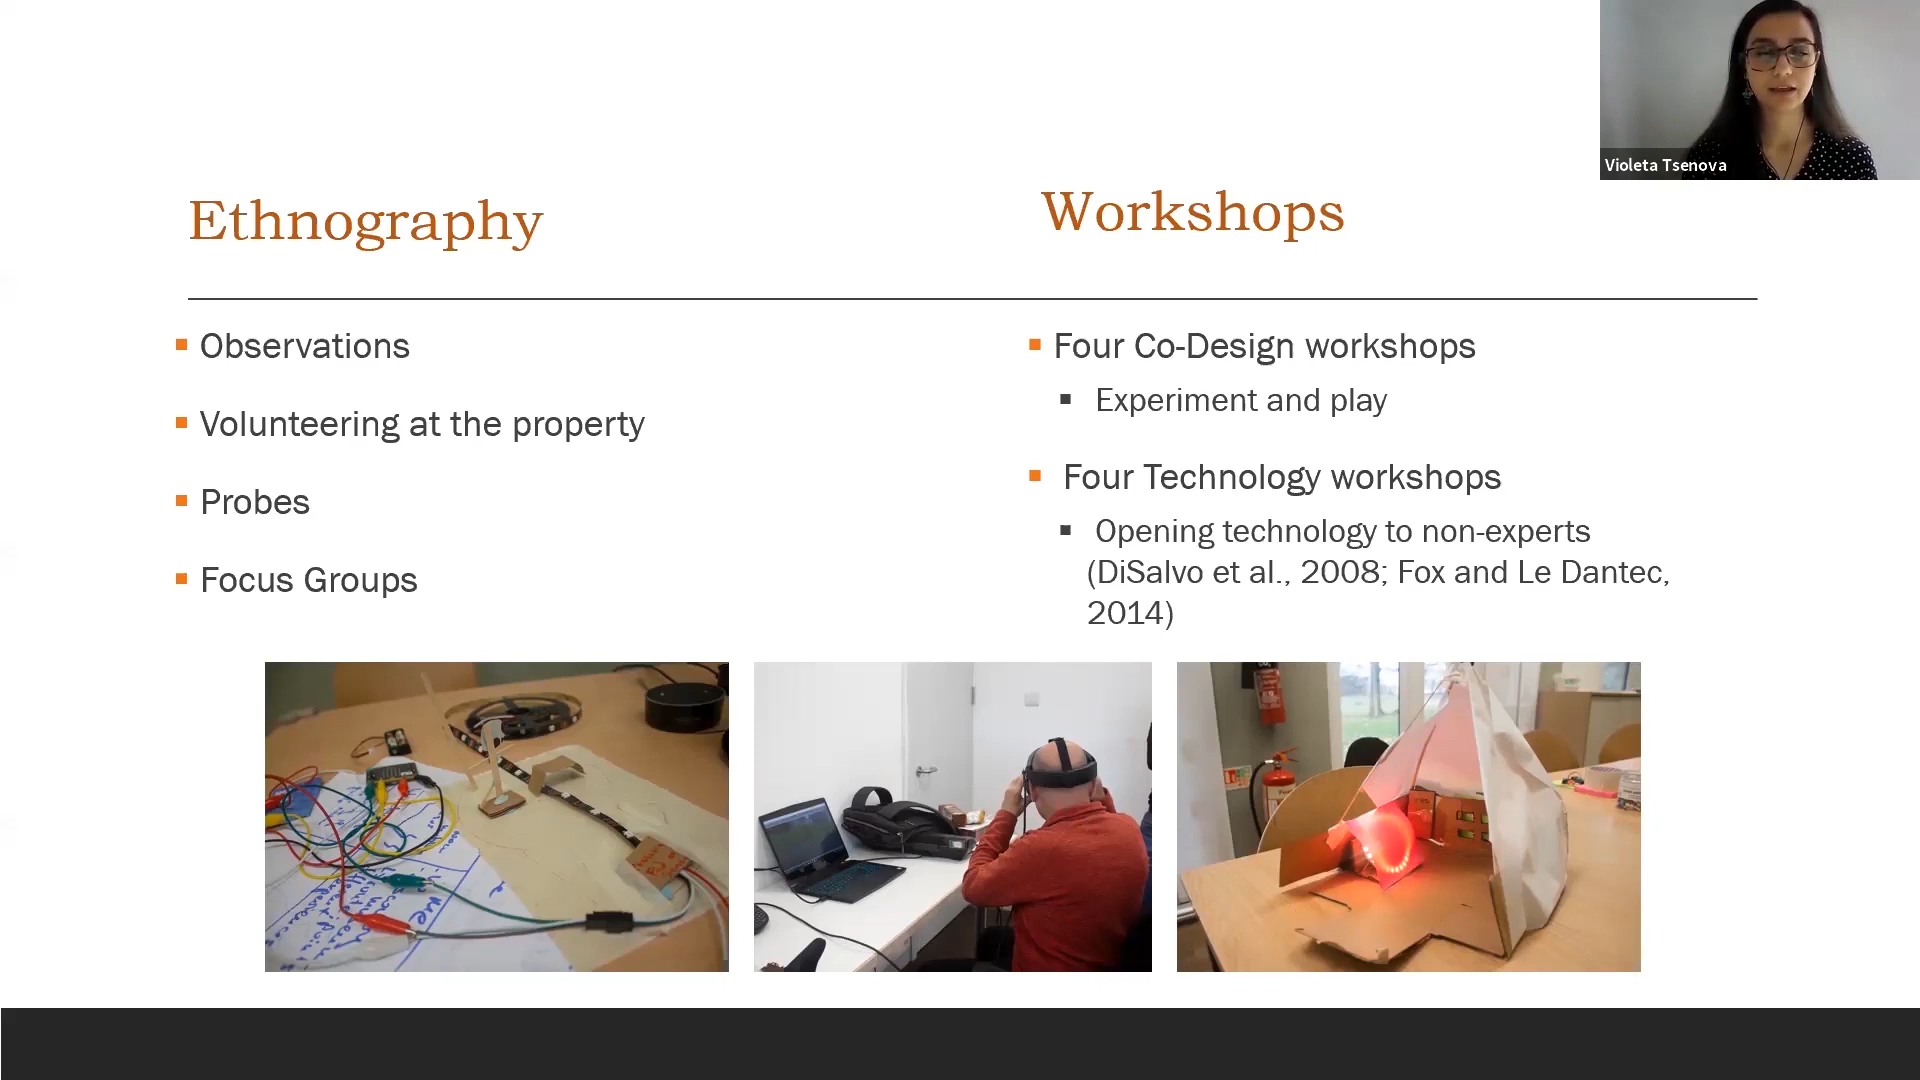 Violeta Tsenova
Ethnography
Observations
Volunteering at the property
Probes
Focus Groups
Workshops
Four Co-Design workshops
Experiment and play
Four Technology workshops
Opening technology to non-experts
(DiSalvo et al., 2008; Fox and Le Dantec,
2014)